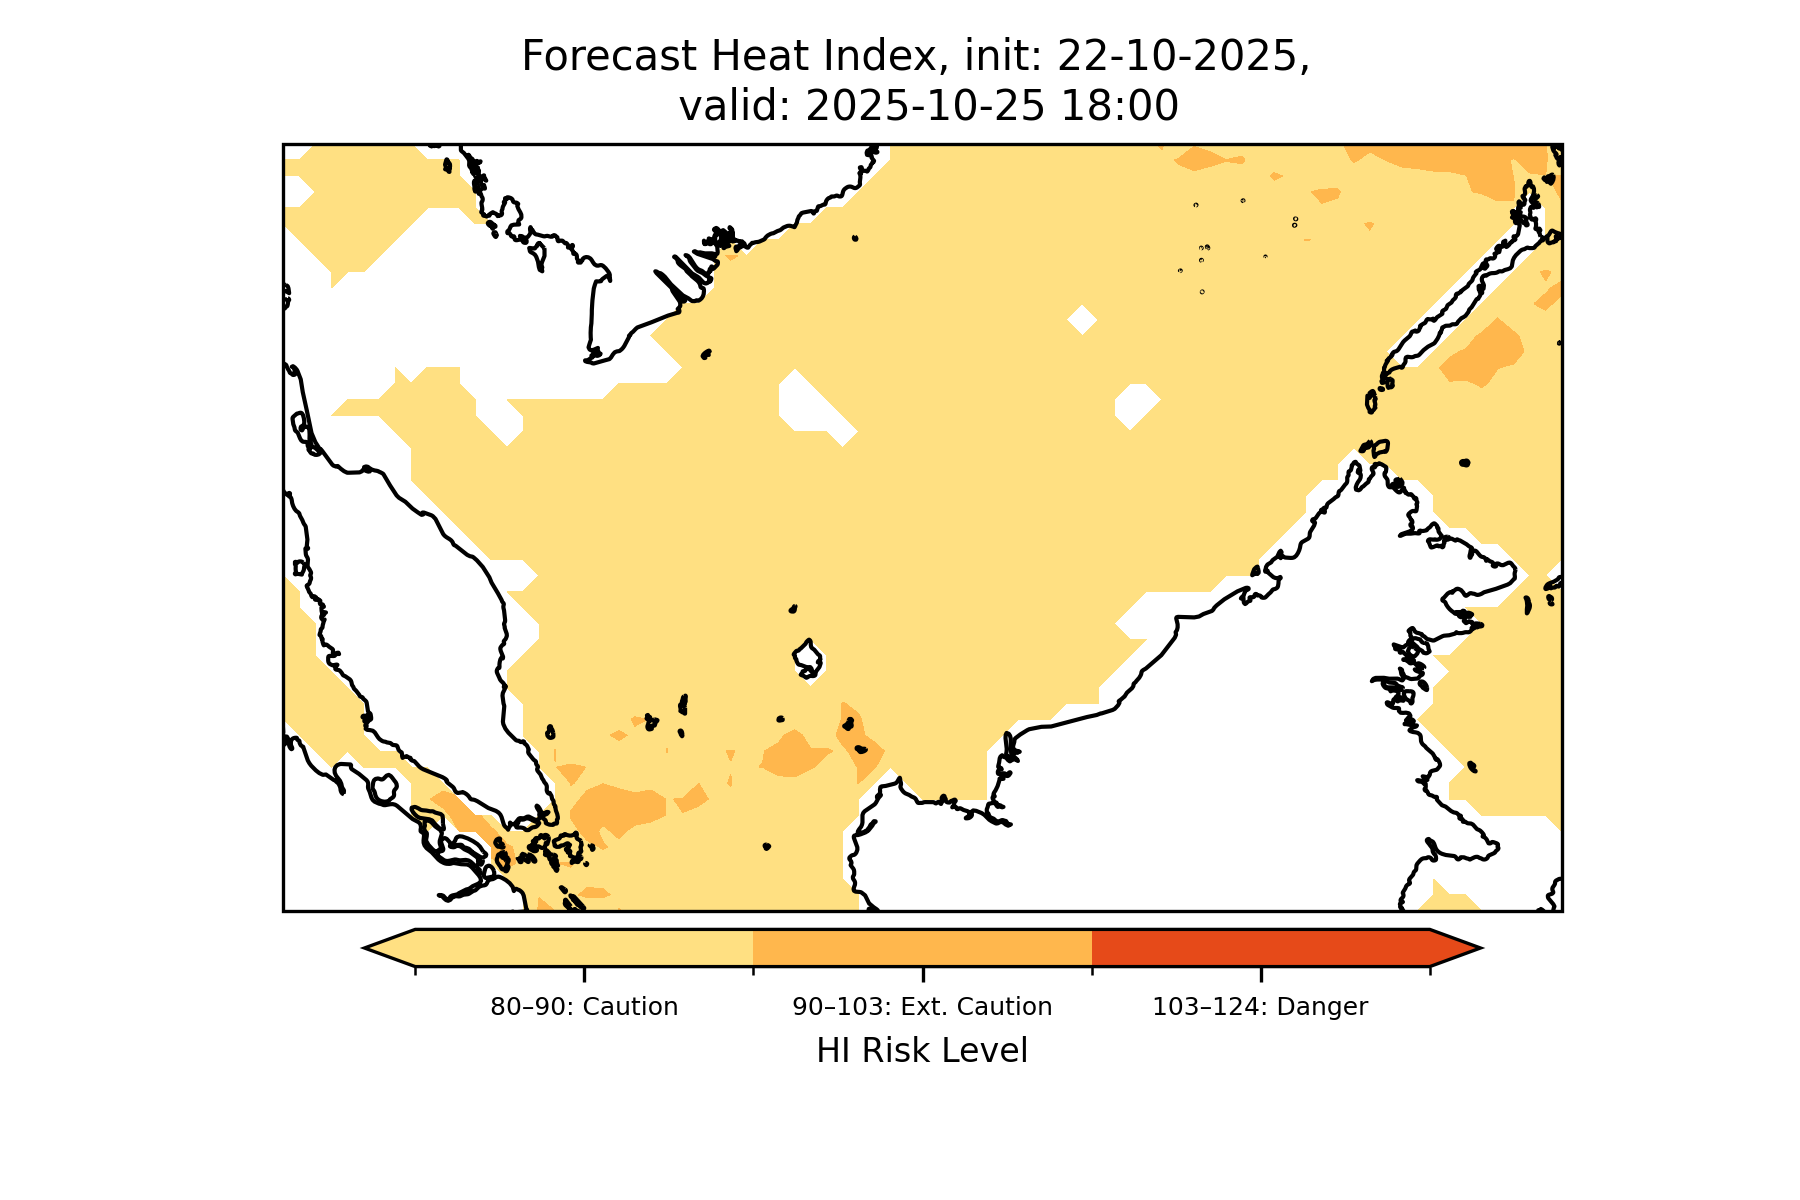 Forecast Heat Index, init: 22-10-2025,
valid: 2025-10-25 18:00
80–90: Caution
90–103: Ext. Caution
103–124: Danger
HI Risk Level